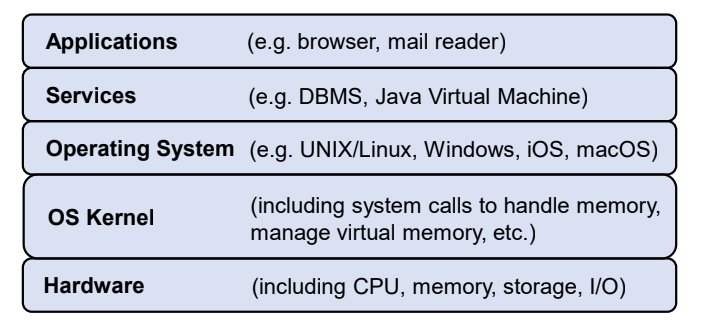 Applications (e.g. browser, mail reader)
Services (e.g. DBMS, Java Virtual Machine)
Operating System (e.g. UNIX/Linux, Windows, iOS, macOS)
OS Kernel (including system calls to handle memory,
manage virtual memory, etc.)
Hardware (including CPU, memory, storage, I/O)